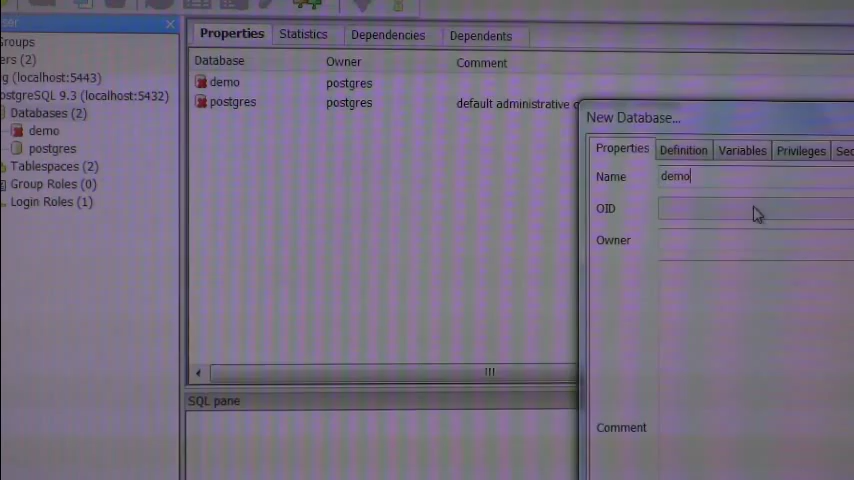 Groups
(2)
(localhost:5443)
PostgreSQL 9.3 (localhost:5432)
Databases (2)
demo
postgres
Tablespaces (2)
Group Roles (0)
Login Roles (1)
Properties Statistics Dependencies Dependents
Database Owner Comment
demo postgres
postgres postgres default administrative
SQL pane
New Database...
Properties Definition Variables Privileges
Name demo
OID
Owner
Comment